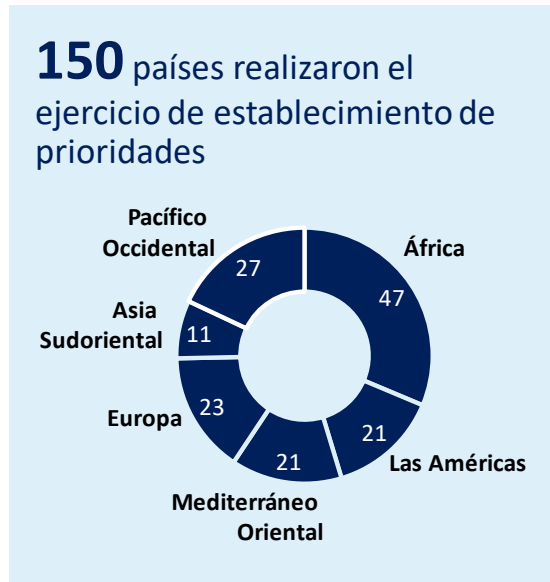 150 países realizaron el
ejercicio de establecimiento de
prioridades
Pacífico
Occidental
27
África
47
Asia
Sudoriental
11
Europa
23
21
Las Américas
21
Mediterráneo
Oriental